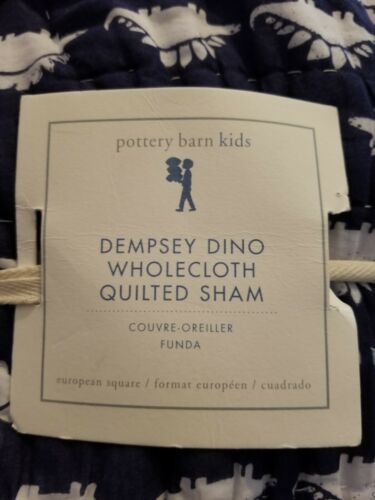 pottery barn kids
DEMPSEY DINO
WHOLECLOTH
QUILTED SHAM
COUVRE-OREILLER
FUNDA
european square / format européen / cuadrado